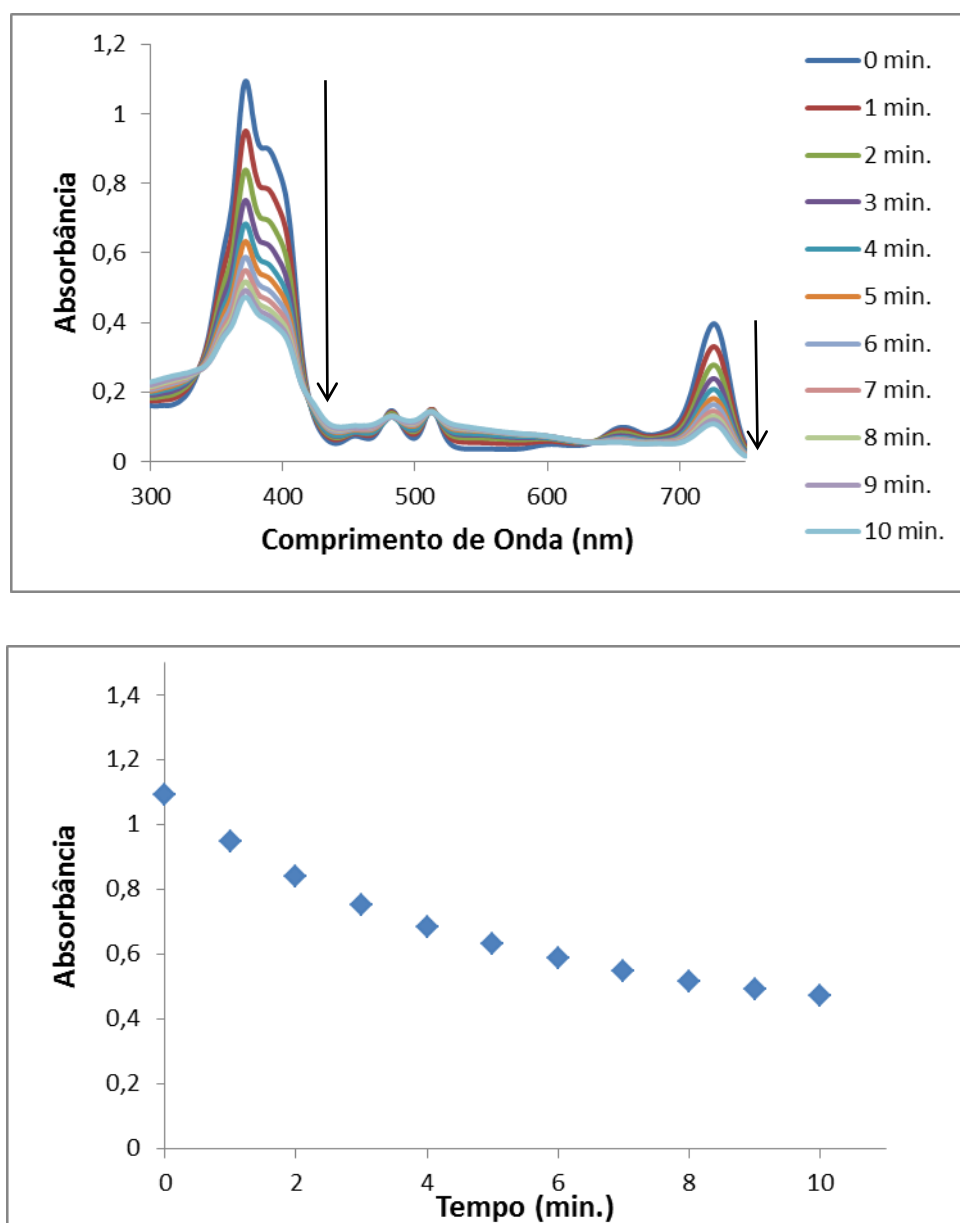 1,2
1
0,8
0,6
0,4
0,2
0
Absorbância
300 400 500 600 700
Comprimento de Onda (nm)
0 min.
1 min.
2 min.
3 min.
4 min.
5 min.
6 min.
7 min.
8 min.
9 min.
10 min.
1,4
1,2
1
0,8
0,6
0,4
0,2
0
Absorbância
0 2 4 6 8 10
Tempo (min.)